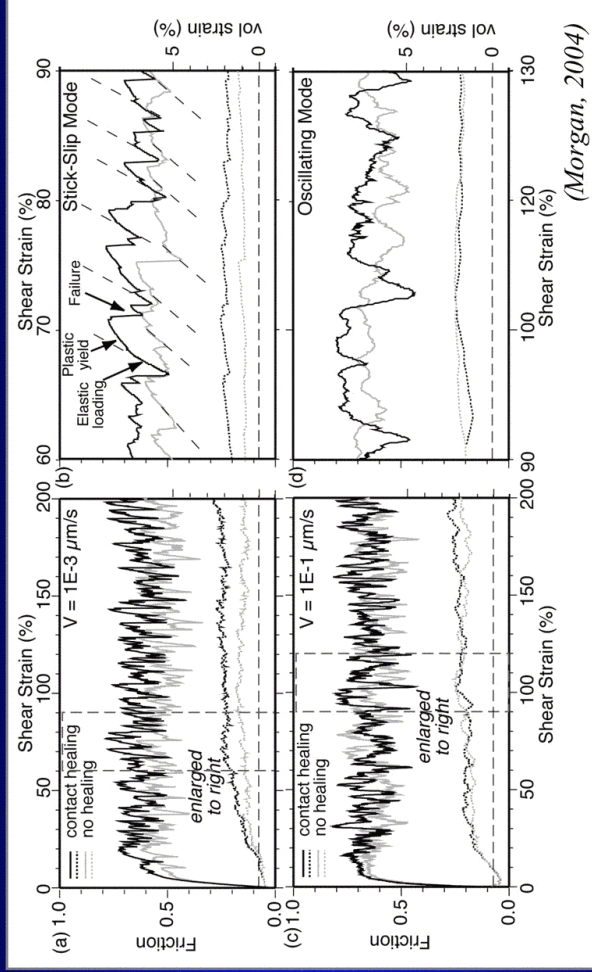 Shear Strain (%)
0 50 100 150 200
(a) 1.0
0.5
0.0
Friction
contact healing
no healing
V = 1E-3 µm/s
enlarged
to right
Shear Strain (%)
60 70 80 90
(b)
Elastic
loading
Plastic
yield
Failure
Stick-Slip Mode
5
0
vol strain (%)
(c) 1.0
0.5
0.0
Friction
contact healing
no healing
V = 1E-1 µm/s
enlarged
to right
0 50 100 150 200
Shear Strain (%)
(d)
Oscillating Mode
5
0
vol strain (%)
90 100 120 130
Shear Strain (%)
(Morgan, 2004)